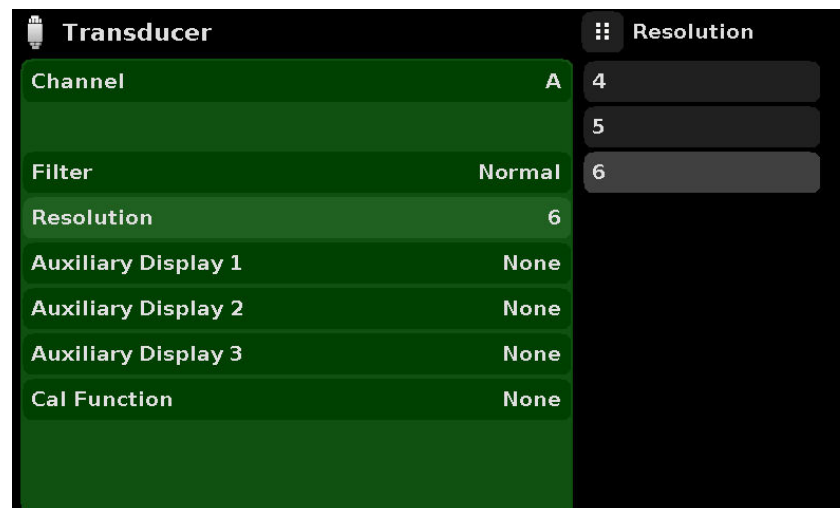 Transducer
Channel A
Filter Normal
Resolution 6
Auxiliary Display 1 None
Auxiliary Display 2 None
Auxiliary Display 3 None
Cal Function None
Resolution
4
5
6